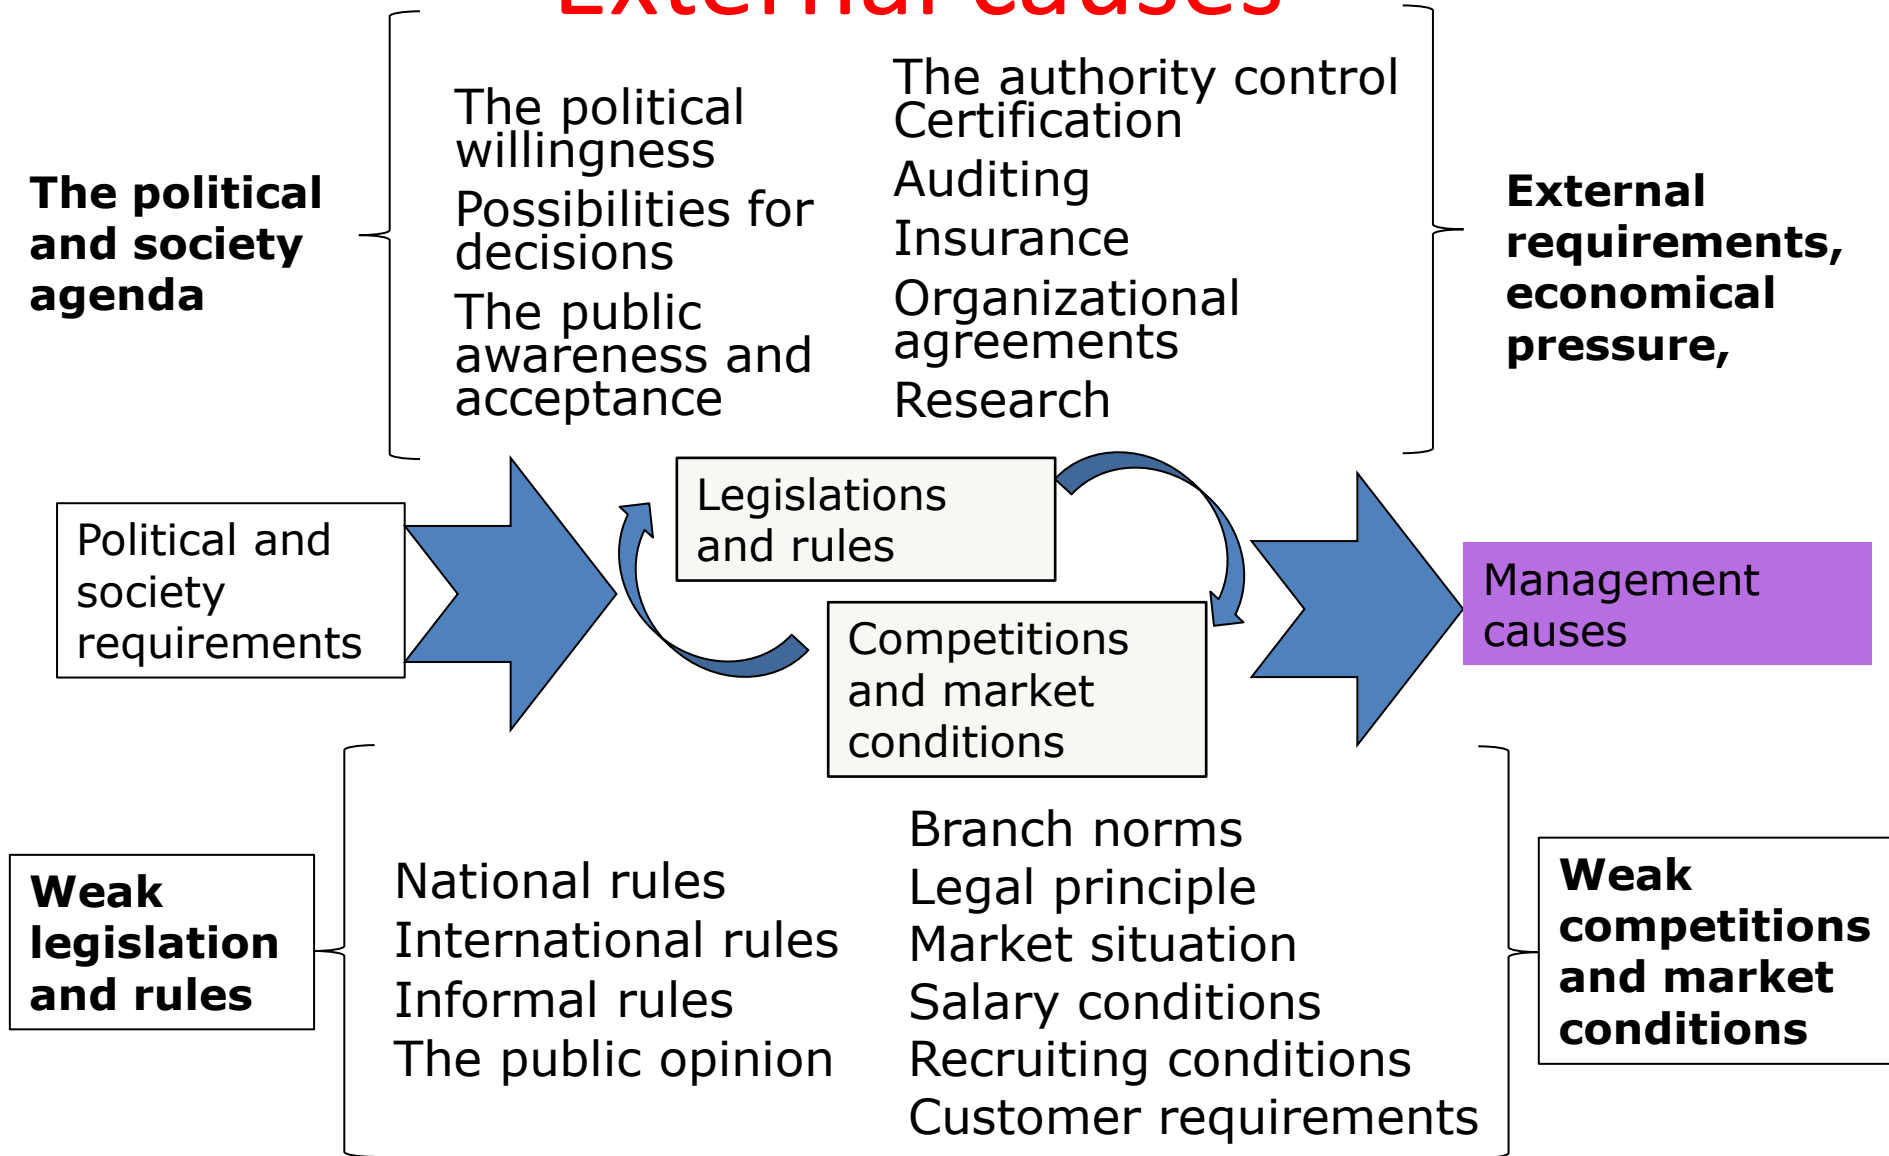 External causes
The political
and society
agenda
The political
willingness
Possibilities for
decisions
The public
awareness and
acceptance
The authority control
Certification
Auditing
Insurance
Organizational
agreements
Research
External
requirements,
economical
pressure,
Political and
society
requirements
Legislations
and rules
Competitions
and market
conditions
Management
causes
Weak
legislation
and rules
National rules
International rules
Informal rules
The public opinion
Branch norms
Legal principle
Market situation
Salary conditions
Recruiting conditions
Customer requirements
Weak
competitions
and market
conditions